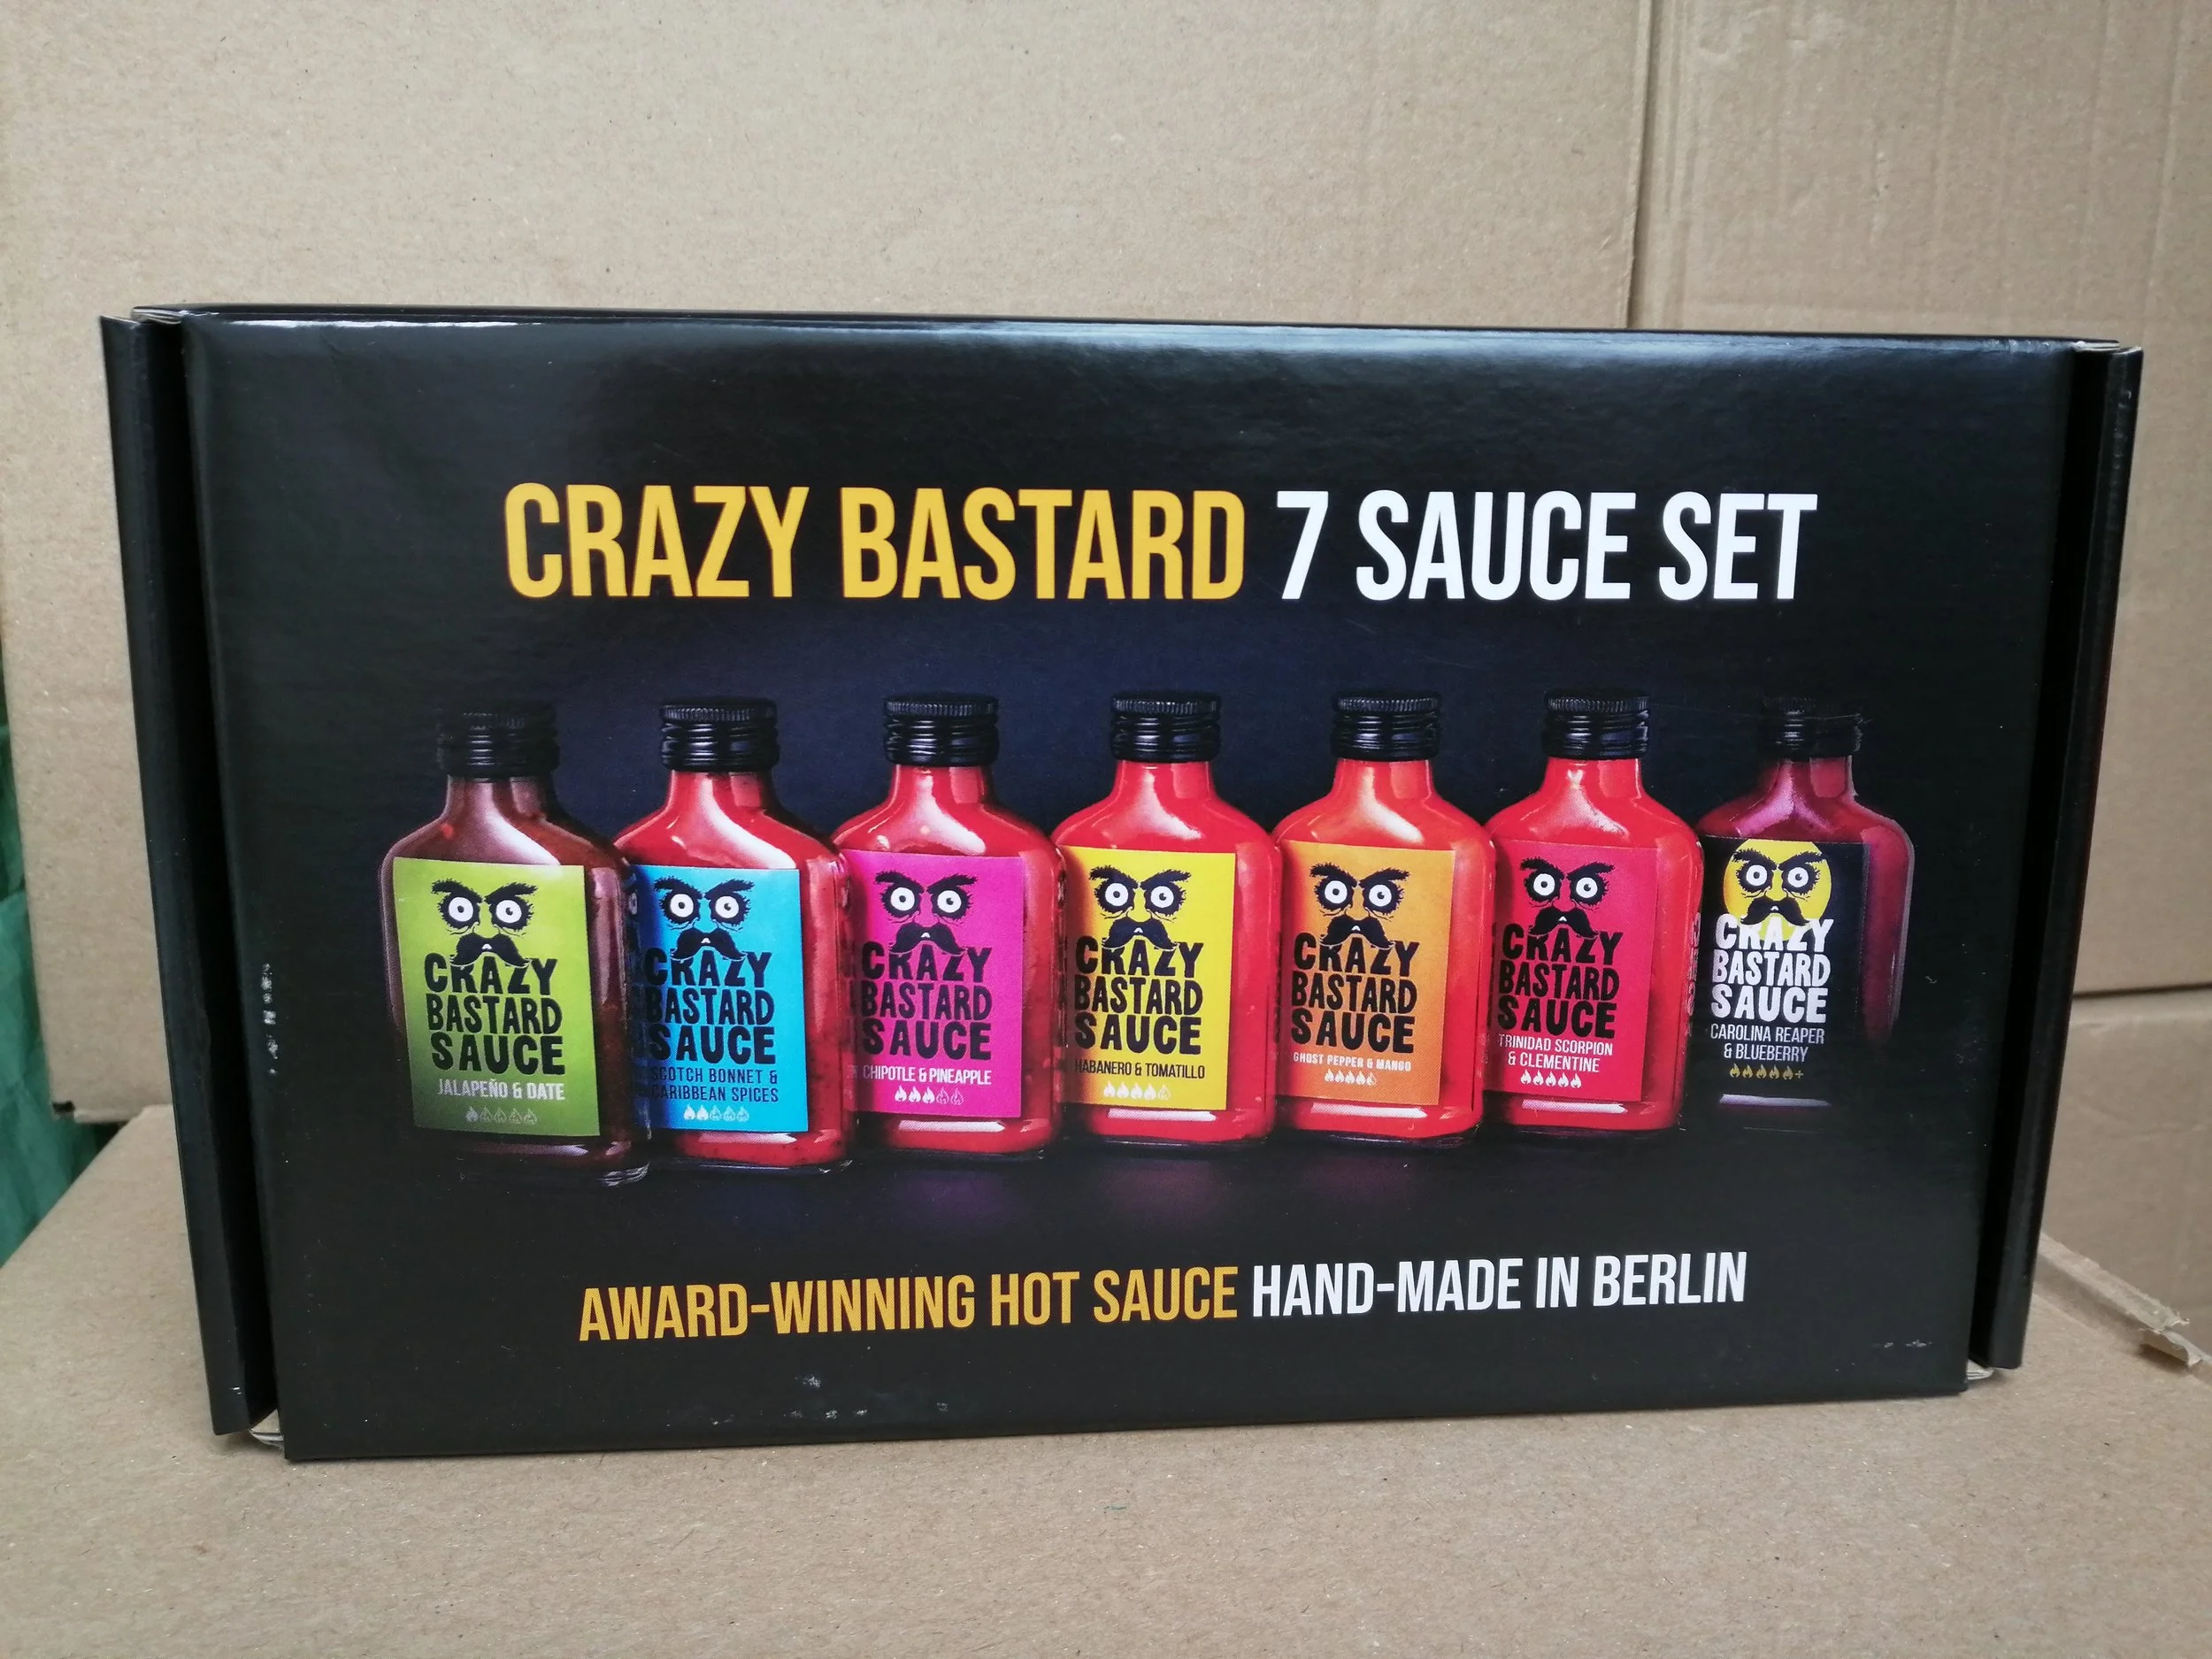 CRAZY BASTARD 7 SAUCE SET
CRAZY
BASTARD
SAUCE
JALAPEÑO & DATE
CRAZY
BASTARD
SAUCE
SCOTCH BONNET &
CARIBBEAN SPICES
CRAZY
BASTARD
SAUCE
CHIPOTLE & PINEAPPLE
CRAZY
BASTARD
SAUCE
HABANERO & TOMATILLO
CRAZY
BASTARD
SAUCE
GHOST PEPPER & MANGO
CRAZY
BASTARD
SAUCE
TRINIDAD SCORPION
& CLEMENTINE
CRAZY
BASTARD
SAUCE
CAROLINA REAPER
& BLUEBERRY
AWARD-WINNING HOT SAUCE HAND-MADE IN BERLIN